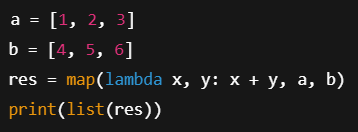 a = [1, 2, 3]
b = [4, 5, 6]
res = map(lambda x, y: x + y, a, b)
print(list(res))